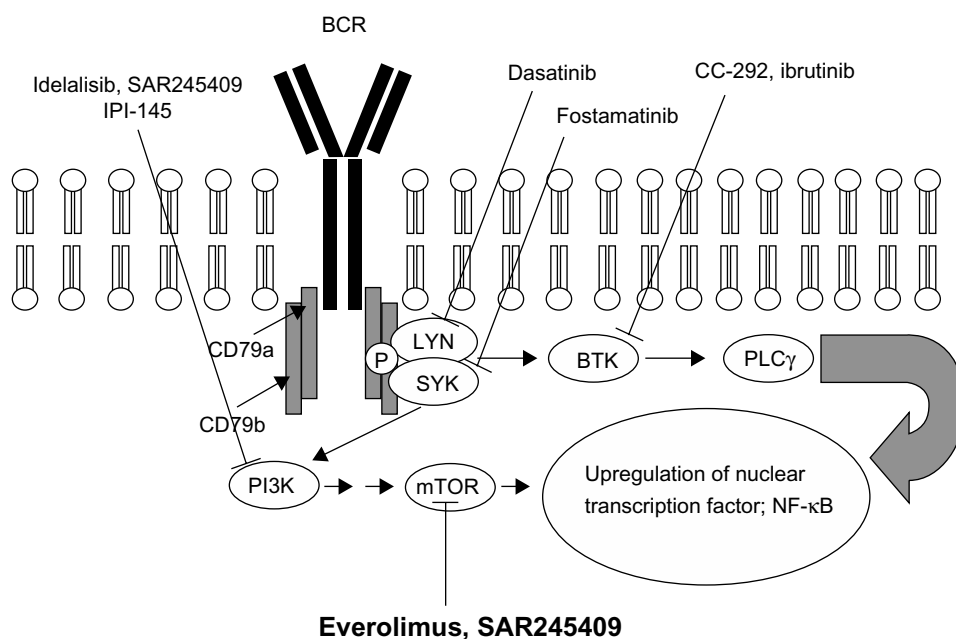 BCR
Idelalisib, SAR245409
IPI-145
Dasatinib
CC-292, ibrutinib
Fostamatinib
CD79a
P
LYN
SYK
BTK
PLCγ
CD79b
PI3K
mTOR
Upregulation of nuclear
transcription factor; NF-κB
Everolimus, SAR245409